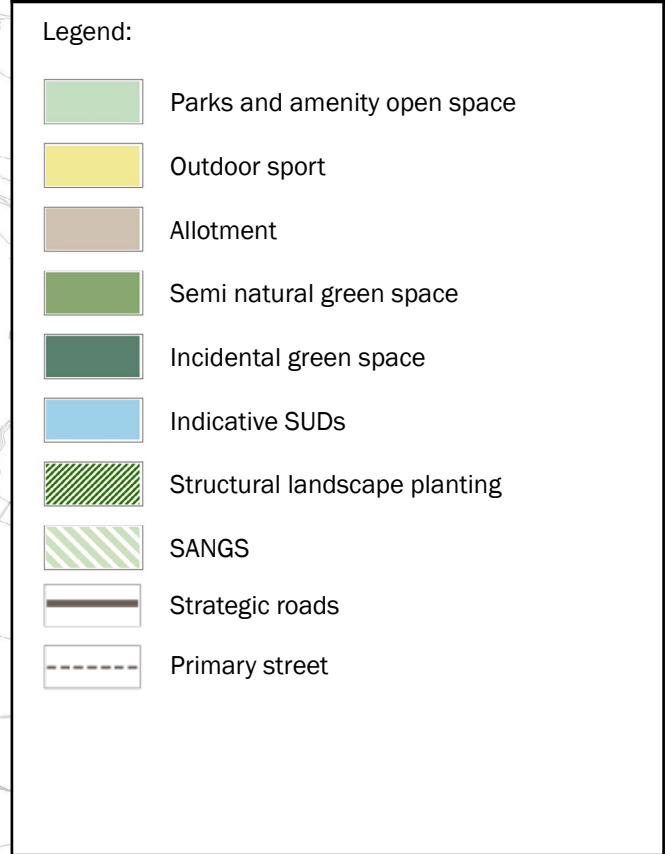 Legend:
Parks and amenity open space
Outdoor sport
Allotment
Semi natural green space
Incidental green space
Indicative SUDs
Structural landscape planting
SANGS
Strategic roads
Primary street